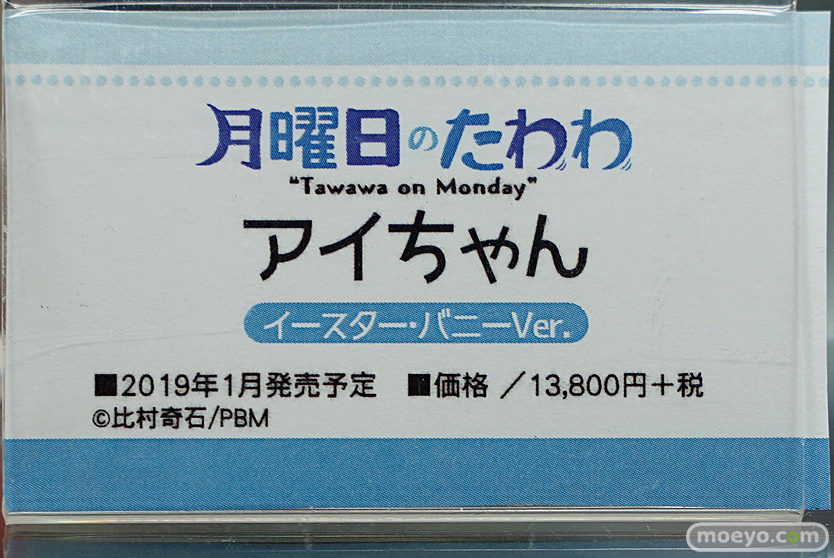 月曜日のたわわ
“Tawawa on Monday”
アイちゃん
イースター・バニーVer.
■2019年1月発売予定 ■価格 ／13,800円＋税
©比村奇石/PBM
moeyo.com